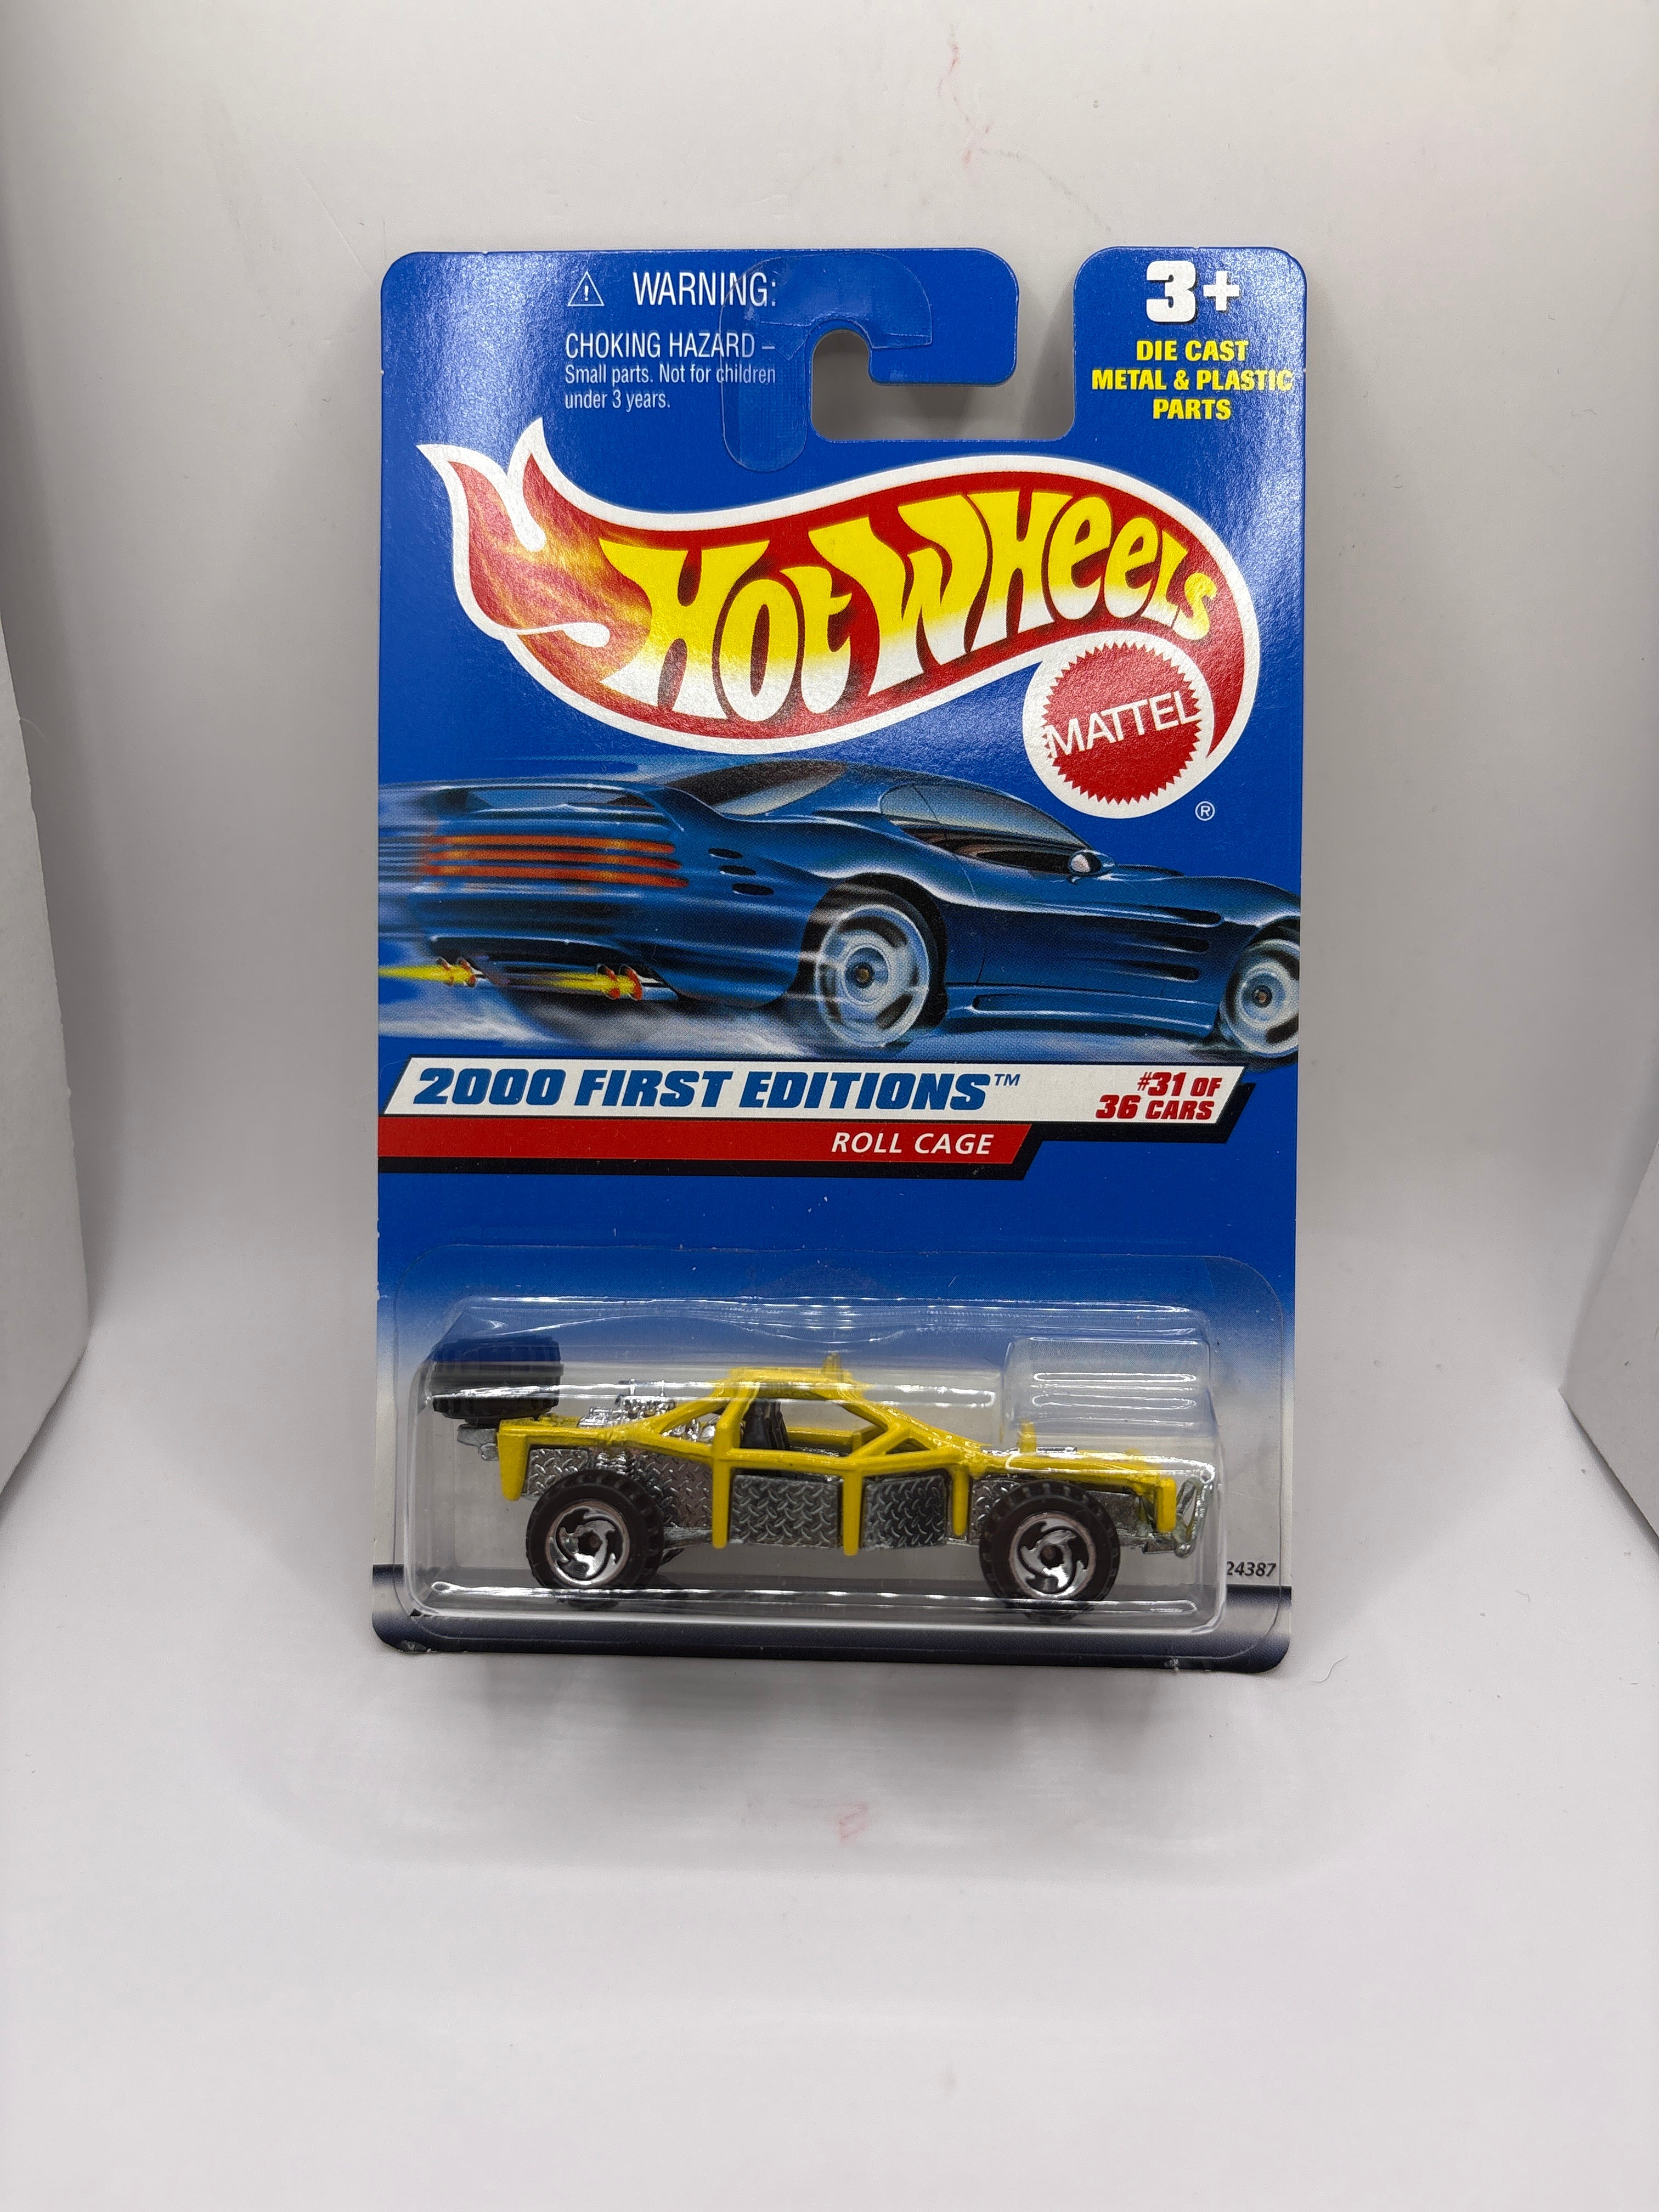 WARNING:
CHOKING HAZARD –
Small parts. Not for children
under 3 years.
3+
DIE CAST
METAL & PLASTIC
PARTS
HOT WHEELS
MATTEL
®
2000 FIRST EDITIONS™
#31 OF
36 CARS
ROLL CAGE
24387